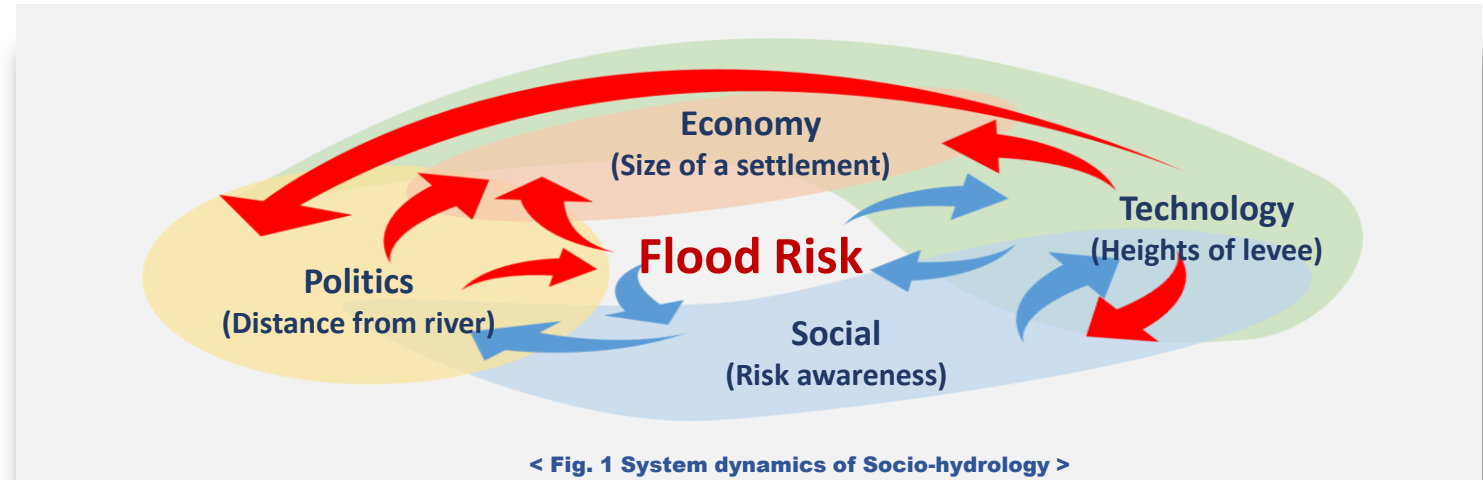 Economy
(Size of a settlement)
Technology
(Heights of levee)
Flood Risk
Politics
(Distance from river)
Social
(Risk awareness)
< Fig. 1 System dynamics of Socio-hydrology >